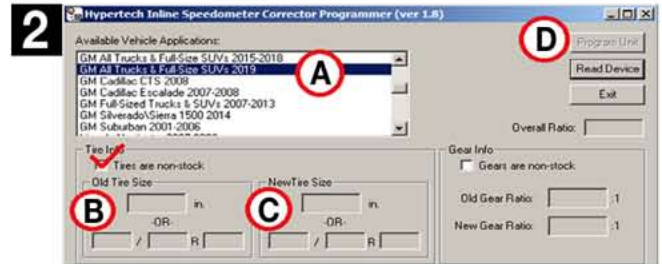 2
Hypertech Inline Speedometer Corrector Programmer (ver 1.8)
Available Vehicle Applications:
GM All Trucks & Full-Size SUVs 2015-2018
GM All Trucks & Full-Size SUVs 2019
GM Cadillac CTS 2008
GM Cadillac Escalade 2007-2008
GM Full-Sized Trucks & SUVs 2007-2013
GM Silverado\Sierra 1500 2014
GM Suburban 2001-2006
A
D
Program Unit
Read Device
Exit
Overall Ratio:
Tire Info
Tires are non-stock
Old Tire Size
in.
-OR-
/ R
B
NewTire Size
in.
-OR-
/ R
C
Gear Info
Gears are non-stock
Old Gear Ratio: :1
New Gear Ratio: :1